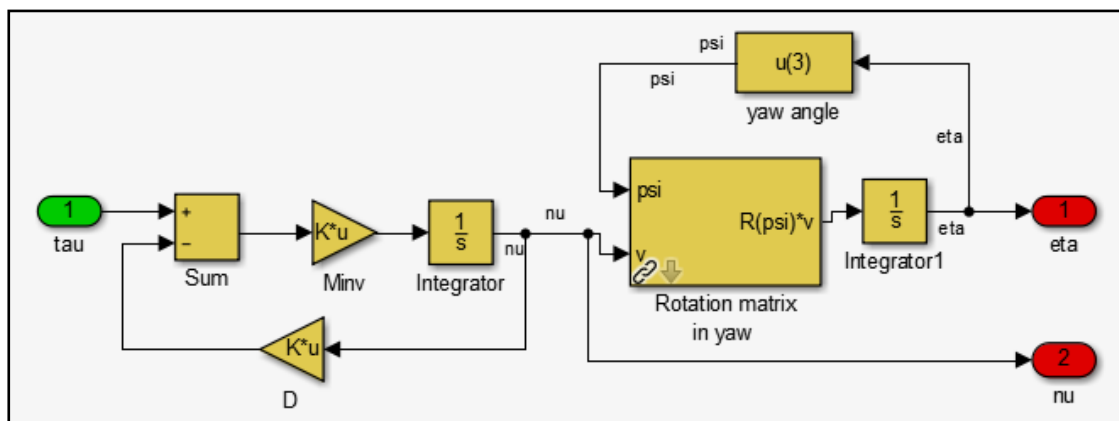 psi
psi
u(3)
yaw angle
eta
1
tau
+
−
Sum
K*u
Minv
1
s
Integrator
nu
nu
psi
v
R(psi)*v
Rotation matrix
in yaw
1
s
Integrator1
eta
1
eta
K*u
D
2
nu